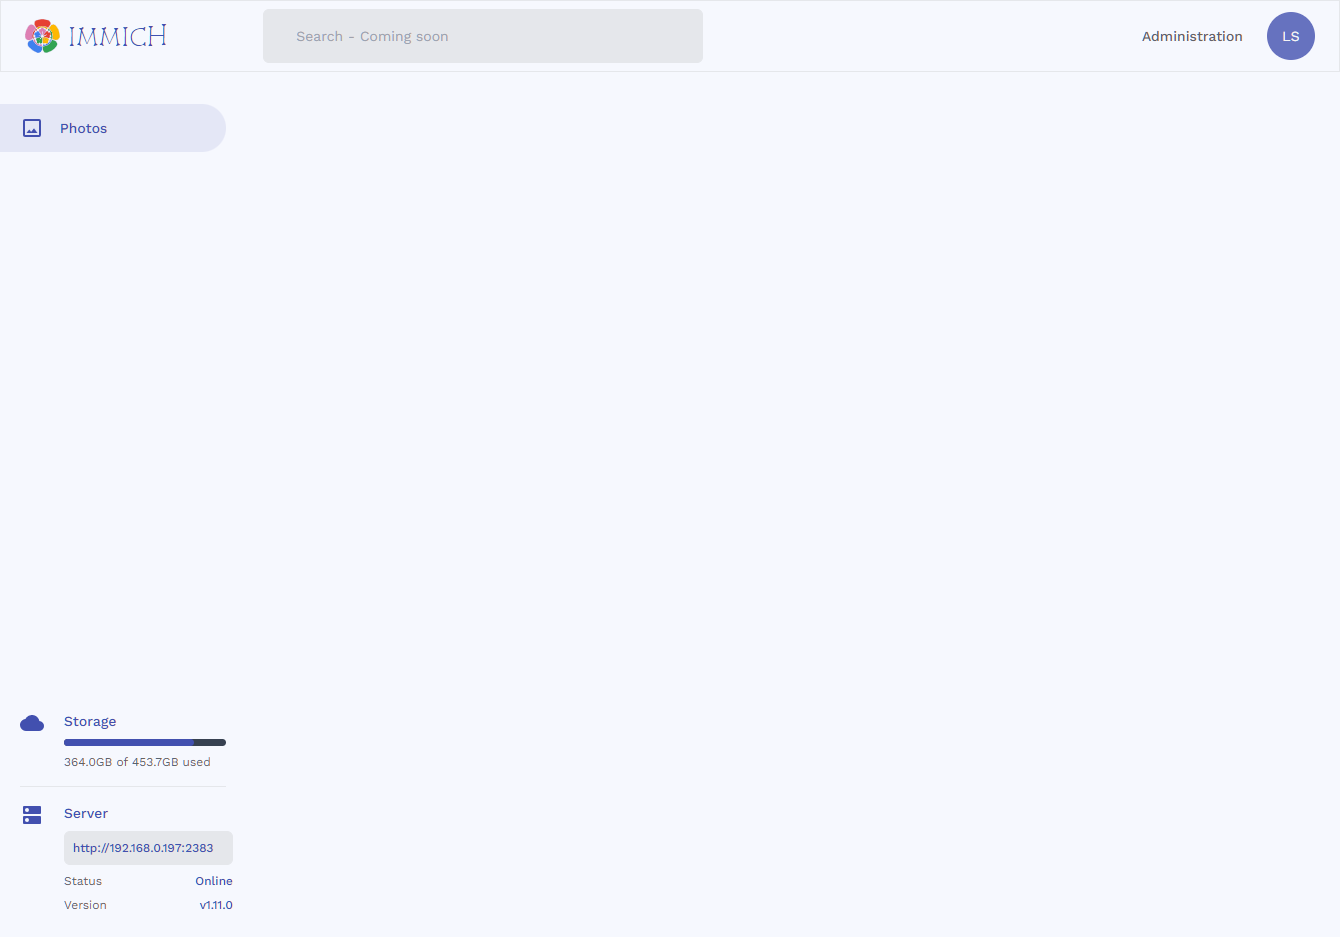 IMMICH
Search - Coming soon
Administration
LS
Photos
Storage
364.0GB of 453.7GB used
Server
http://192.168.0.197:2383
Status Online
Version v1.11.0